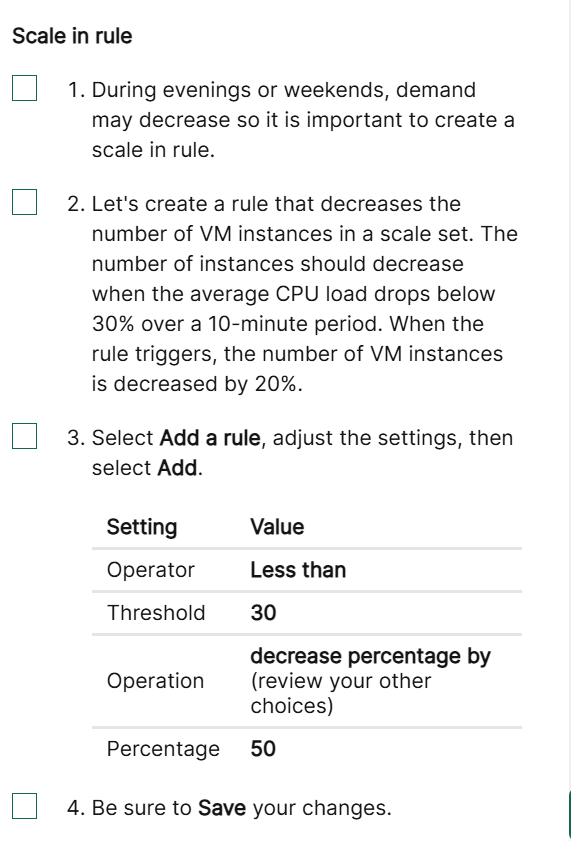 Scale in rule
1. During evenings or weekends, demand
may decrease so it is important to create a
scale in rule.
2. Let's create a rule that decreases the
number of VM instances in a scale set. The
number of instances should decrease
when the average CPU load drops below
30% over a 10-minute period. When the
rule triggers, the number of VM instances
is decreased by 20%.
3. Select Add a rule, adjust the settings, then
select Add.
Setting Value
Operator Less than
Threshold 30
Operation decrease percentage by
(review your other
choices)
Percentage 50
4. Be sure to Save your changes.